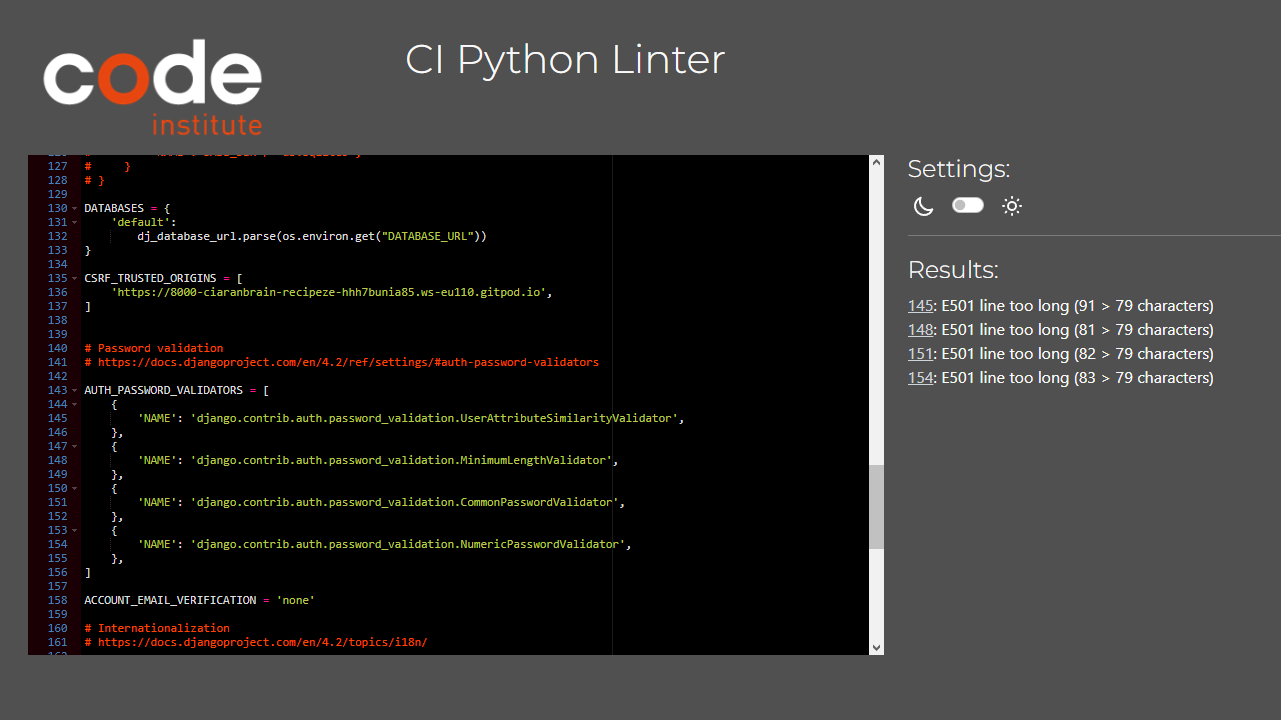 code
institute
CI Python Linter
127 #     }
128 # }
129
130 DATABASES = {
131     'default':
132         dj_database_url.parse(os.environ.get("DATABASE_URL"))
133 }
134
135 CSRF_TRUSTED_ORIGINS = [
136     'https://8000-ciaranbrain-recipeze-hhh7bunia85.ws-eu110.gitpod.io',
137 ]
138
139
140 # Password validation
141 # https://docs.djangoproject.com/en/4.2/ref/settings/#auth-password-validators
142
143 AUTH_PASSWORD_VALIDATORS = [
144     {
145         'NAME': 'django.contrib.auth.password_validation.UserAttributeSimilarityValidator',
146     },
147     {
148         'NAME': 'django.contrib.auth.password_validation.MinimumLengthValidator',
149     },
150     {
151         'NAME': 'django.contrib.auth.password_validation.CommonPasswordValidator',
152     },
153     {
154         'NAME': 'django.contrib.auth.password_validation.NumericPasswordValidator',
155     },
156 ]
157
158 ACCOUNT_EMAIL_VERIFICATION = 'none'
159
160 # Internationalization
161 # https://docs.djangoproject.com/en/4.2/topics/i18n/
Settings:
Results:
145: E501 line too long (91 > 79 characters)
148: E501 line too long (81 > 79 characters)
151: E501 line too long (82 > 79 characters)
154: E501 line too long (83 > 79 characters)